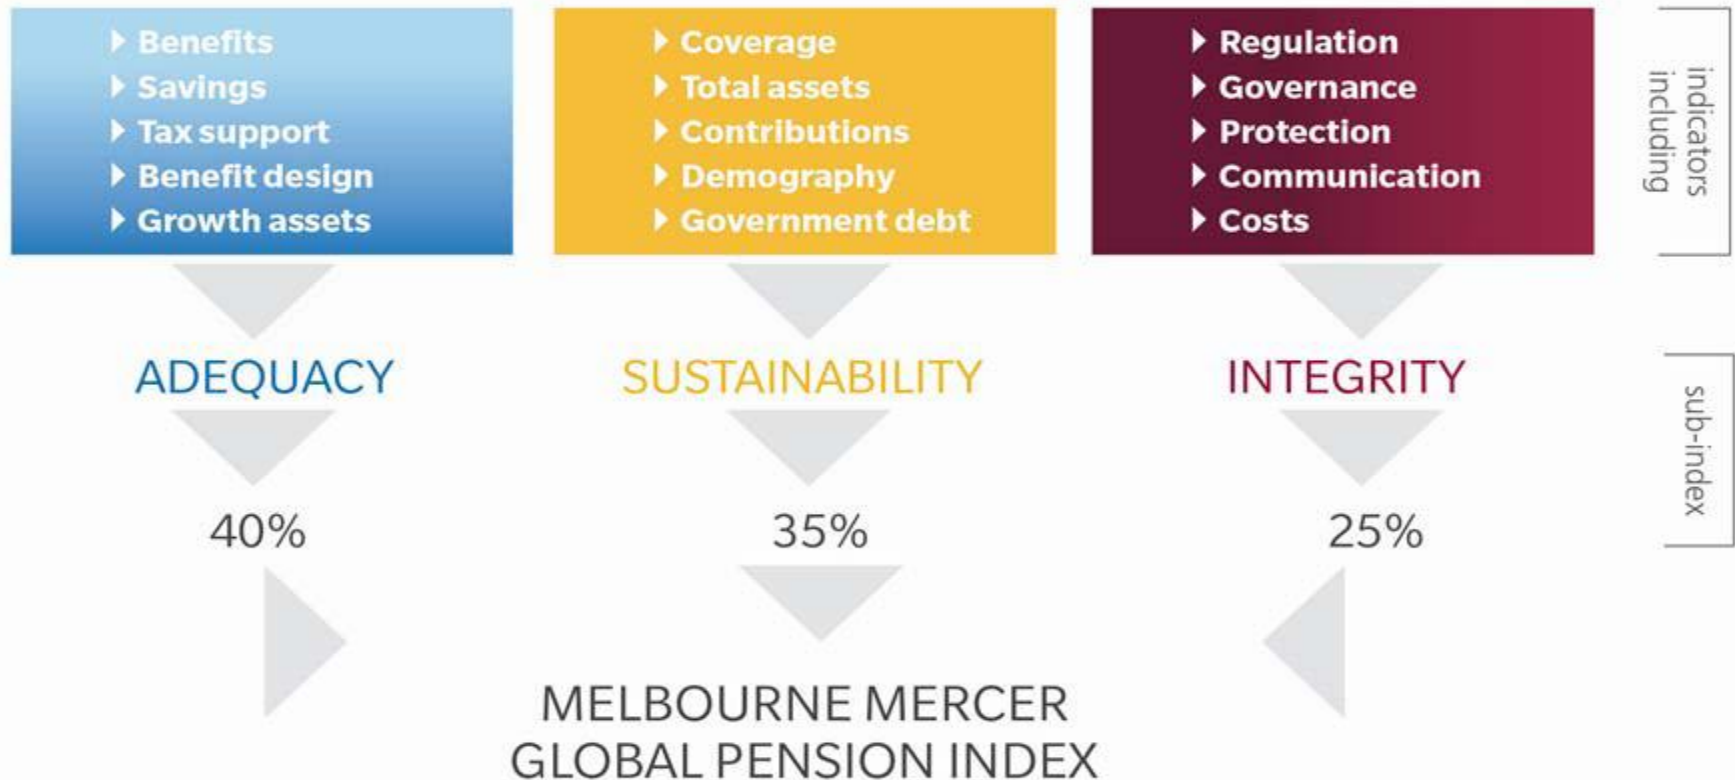 Benefits
Savings
Tax support
Benefit design
Growth assets
Coverage
Total assets
Contributions
Demography
Government debt
Regulation
Governance
Protection
Communication
Costs
indicators
including
ADEQUACY
SUSTAINABILITY
INTEGRITY
sub-index
40%
35%
25%
MELBOURNE MERCER
GLOBAL PENSION INDEX